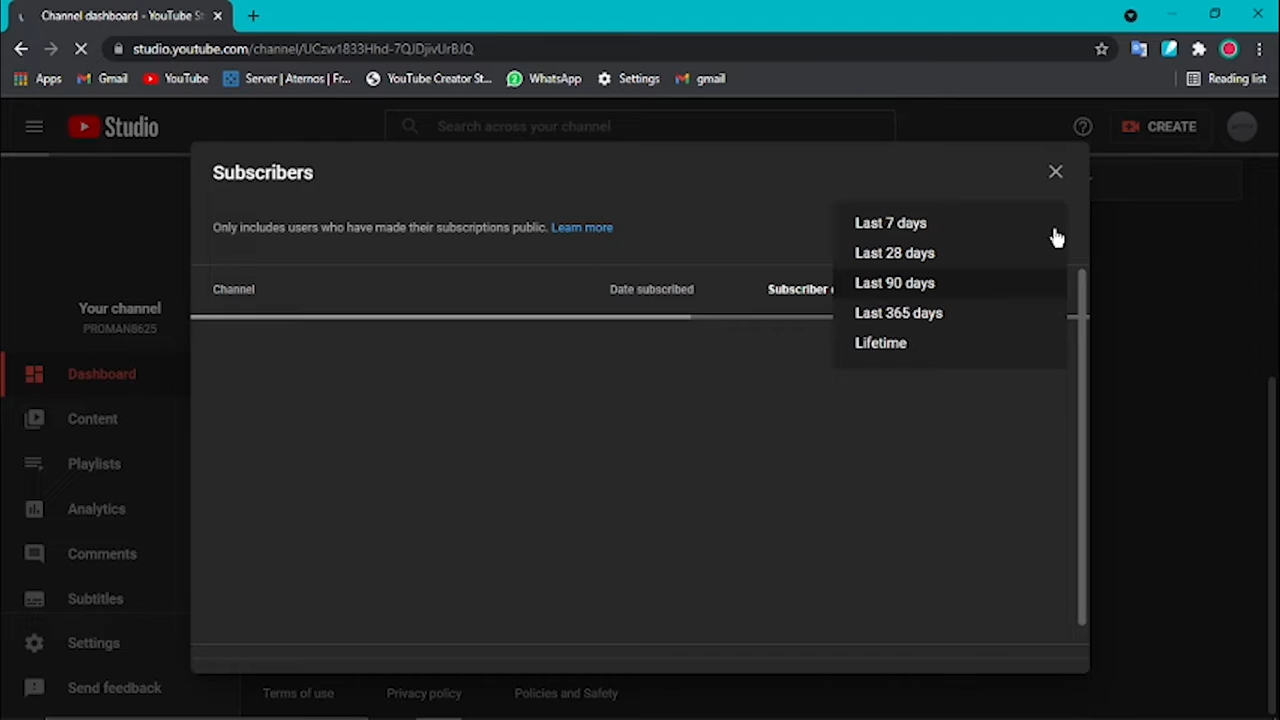 Channel dashboard - YouTube St
studio.youtube.com/channel/UCzw1833Hhd-7QJDjivUrBJQ
Apps
Gmail
YouTube
Server | Aternos | Fr...
YouTube Creator St...
WhatsApp
Settings
gmail
Reading list
Studio
Search across your channel
CREATE
Subscribers
Only includes users who have made their subscriptions public. Learn more
Last 7 days
Last 28 days
Last 90 days
Last 365 days
Lifetime
Channel
Date subscribed
Subscriber
Your channel
PROMAN8625
Dashboard
Content
Playlists
Analytics
Comments
Subtitles
Settings
Send feedback
Terms of use
Privacy policy
Policies and Safety